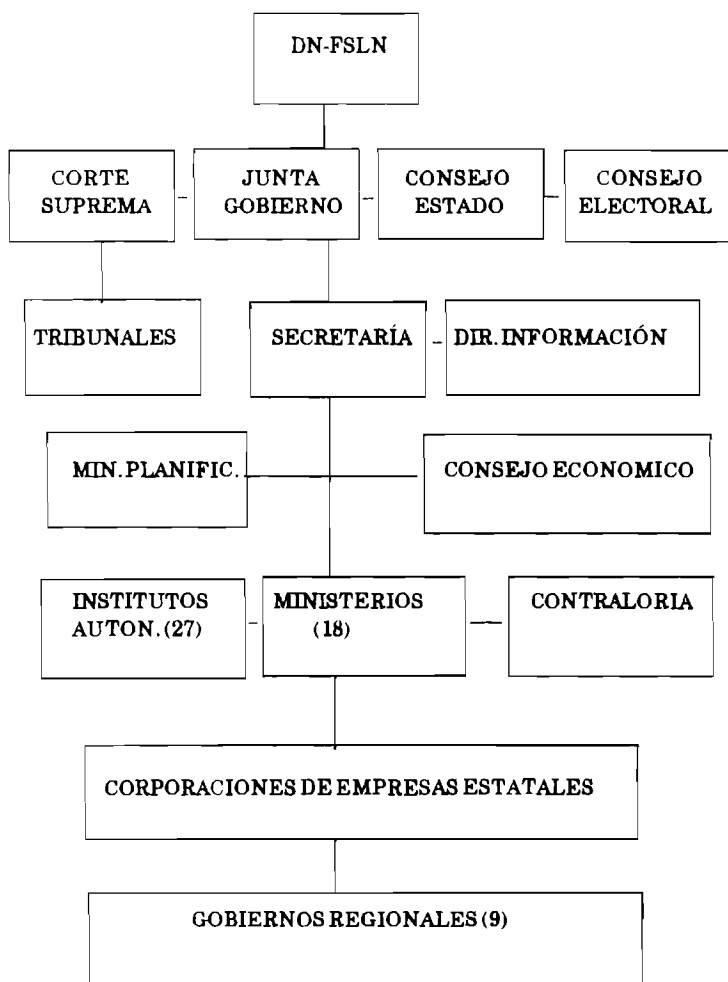 DN-FSLN
CORTE
SUPREMA
JUNTA
GOBIERNO
CONSEJO
ESTADO
CONSEJO
ELECTORAL
TRIBUNALES
SECRETARÍA
DIR. INFORMACIÓN
MIN. PLANIFIC.
CONSEJO ECONOMICO
INSTITUTOS
AUTON. (27)
MINISTERIOS
(18)
CONTRALORIA
CORPORACIONES DE EMPRESAS ESTATALES
GOBIERNOS REGIONALES (9)